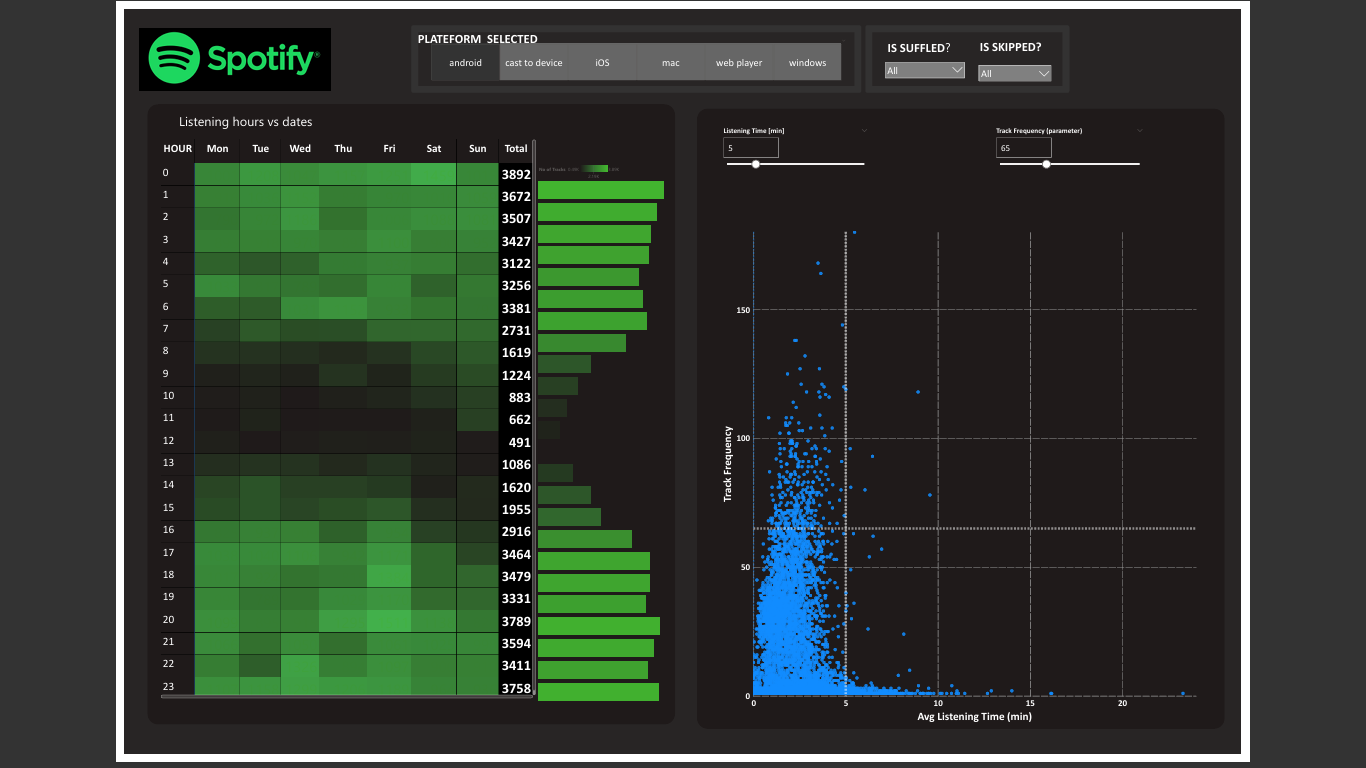 Spotify®
PLATEFORM SELECTED
android cast to device iOS mac web player windows
IS SUFFLED? IS SKIPPED?
All All
Listening hours vs dates
HOUR Mon Tue Wed Thu Fri Sat Sun Total
0 3892
1 3672
2 3507
3 3427
4 3122
5 3256
6 3381
7 2731
8 1619
9 1224
10 883
11 662
12 491
13 1086
14 1620
15 1955
16 2916
17 3464
18 3479
19 3331
20 3789
21 3594
22 3411
23 3758
No of Tracks
Listening Time [min] Track Frequency (parameter)
5 65
Track Frequency
150
100
50
0
0 5 10 15 20
Avg Listening Time (min)